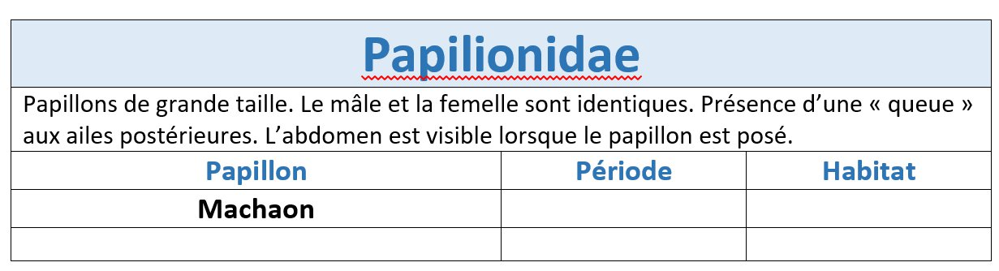 Papilionidae
Papillons de grande taille. Le mâle et la femelle sont identiques. Présence d’une « queue »
aux ailes postérieures. L’abdomen est visible lorsque le papillon est posé.
Papillon Période Habitat
Machaon